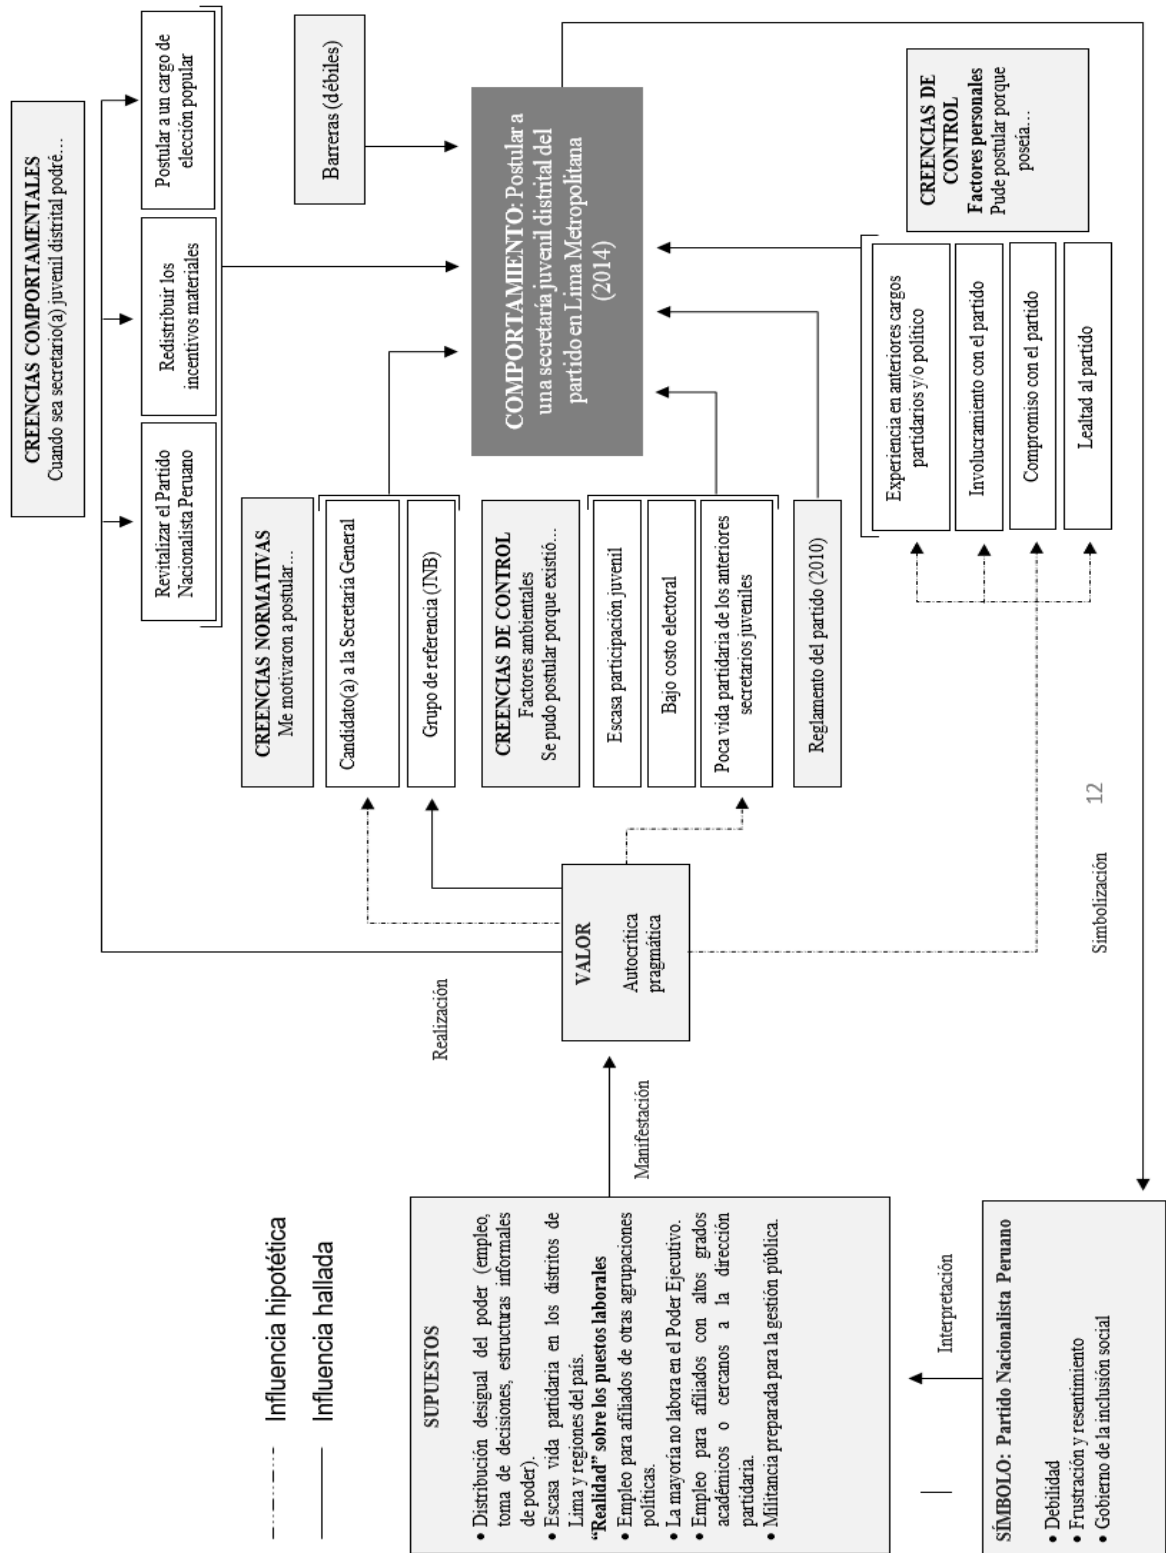 CREENCIAS COMPORTAMENTALES
Cuando sea secretario(a) juvenil distrital podré…
Revitalizar el Partido
Nacionalista Peruano
Redistribuir los
incentivos materiales
Postular a un cargo de
elección popular
Influencia hipotética
Influencia hallada
Realización
CREENCIAS NORMATIVAS
Me motivaron a postular…
Candidato(a) a la Secretaría General
Grupo de referencia (JNB)
Barreras (débiles)
SUPUESTOS
• Distribución desigual del poder (empleo,
toma de decisiones, estructuras informales
de poder).
• Escasa vida partidaria en los distritos de
Lima y regiones del país.
“Realidad” sobre los puestos laborales
• Empleo para afiliados de otras agrupaciones
políticas.
• La mayoría no labora en el Poder Ejecutivo.
• Empleo para afiliados con altos grados
académicos o cercanos a la dirección
partidaria.
• Militancia preparada para la gestión pública.
Manifestación
VALOR
Autocrítica
pragmática
CREENCIAS DE CONTROL
Factores ambientales
Se pudo postular porque existió…
Escasa participación juvenil
Bajo costo electoral
Poca vida partidaria de los anteriores
secretarios juveniles
Reglamento del partido (2010)
COMPORTAMIENTO: Postular a
una secretaría juvenil distrital del
partido en Lima Metropolitana
(2014)
Interpretación
SÍMBOLO: Partido Nacionalista Peruano
• Debilidad
• Frustración y resentimiento
• Gobierno de la inclusión social
Experiencia en anteriores cargos
partidarios y/o político
Involucramiento con el partido
Compromiso con el partido
Lealtad al partido
CREENCIAS DE
CONTROL
Factores personales
Pude postular porque
poseía…
Simbolización
12